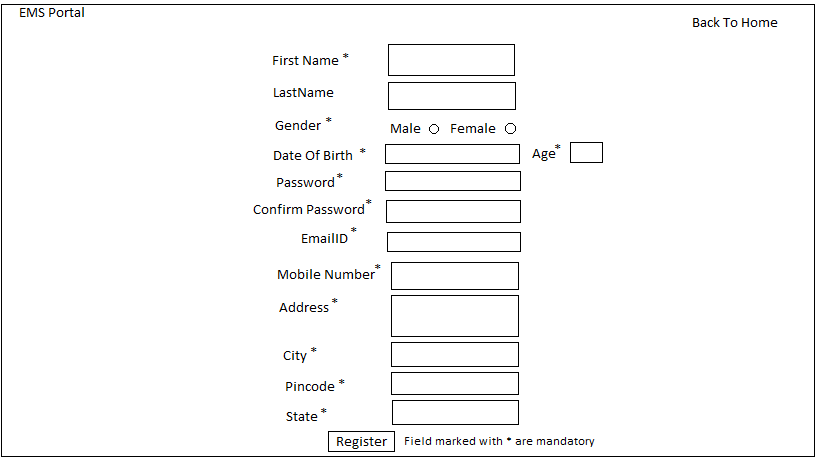 EMS Portal
Back To Home
First Name *
LastName
Gender *
Male Female
Date Of Birth * Age*
Password*
Confirm Password*
EmailID *
Mobile Number*
Address *
City *
Pincode *
State *
Register Field marked with * are mandatory